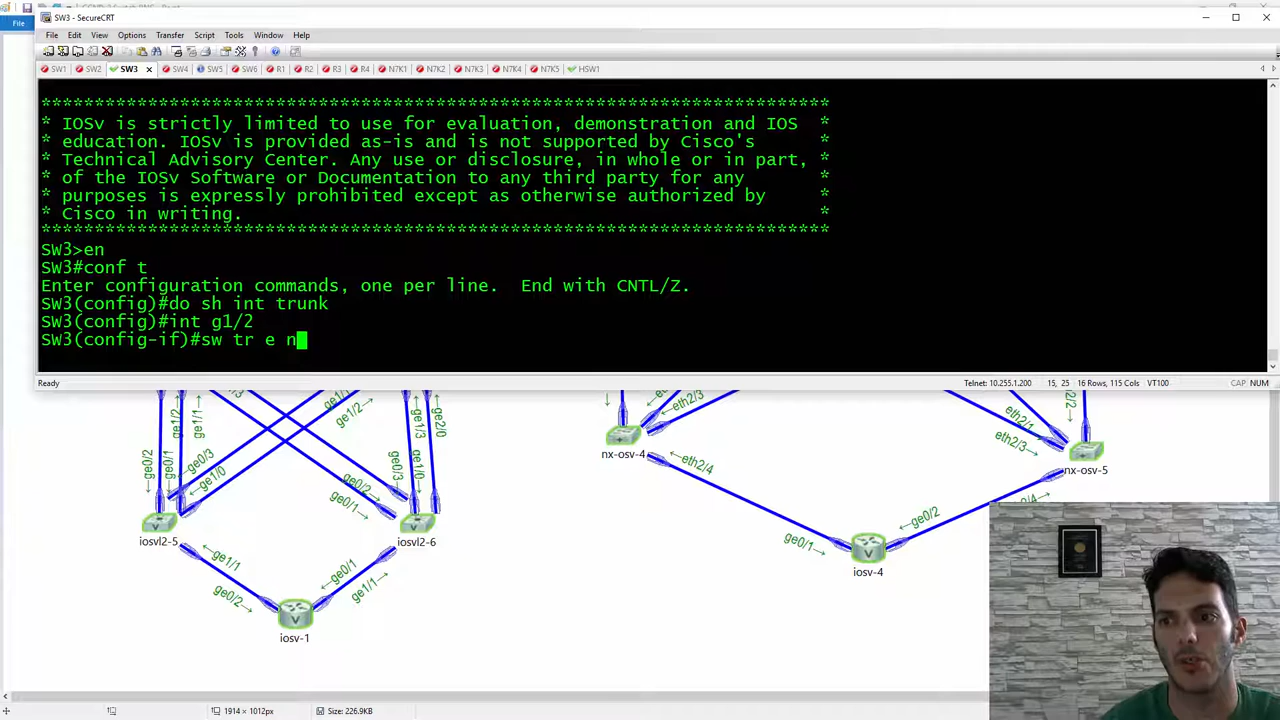 File
SW3 - SecureCRT
File Edit View Options Transfer Script Tools Window Help
SW1 SW2 SW3 × SW4 SW5 SW6 R1 R2 R3 R4 N7K1 N7K2 N7K3 N7K4 N7K5 HSW1
**************************************************************************
* IOSv is strictly limited to use for evaluation, demonstration and IOS *
* education. IOSv is provided as-is and is not supported by Cisco's *
* Technical Advisory Center. Any use or disclosure, in whole or in part, *
* of the IOSv Software or Documentation to any third party for any *
* purposes is expressly prohibited except as otherwise authorized by *
* Cisco in writing. *
**************************************************************************
SW3>en
SW3#conf t
Enter configuration commands, one per line. End with CNTL/Z.
SW3(config)#do sh int trunk
SW3(config)#int g1/2
SW3(config-if)#sw tr e n
Ready Telnet: 10.255.1.200 15, 25 16 Rows, 115 Cols VT100 CAP NUM
ge1/2
ge1/1
ge1/1
ge1/2
ge1/3
ge2/0
←ge0/2
←ge0/1
←ge0/3
←ge1/0
←ge0/3
←ge1/0
ge0/2→
ge0/1→
iosvl2-5
iosvl2-6
←ge1/1
ge0/2→
←ge0/1
ge1/1→
iosv-1
←eth2/3
eth2/1→
eth2/3→
nx-osv-4
nx-osv-5
←eth2/4
←ge0/2
ge0/1→
iosv-4
1914 × 1012px Size: 226.9KB